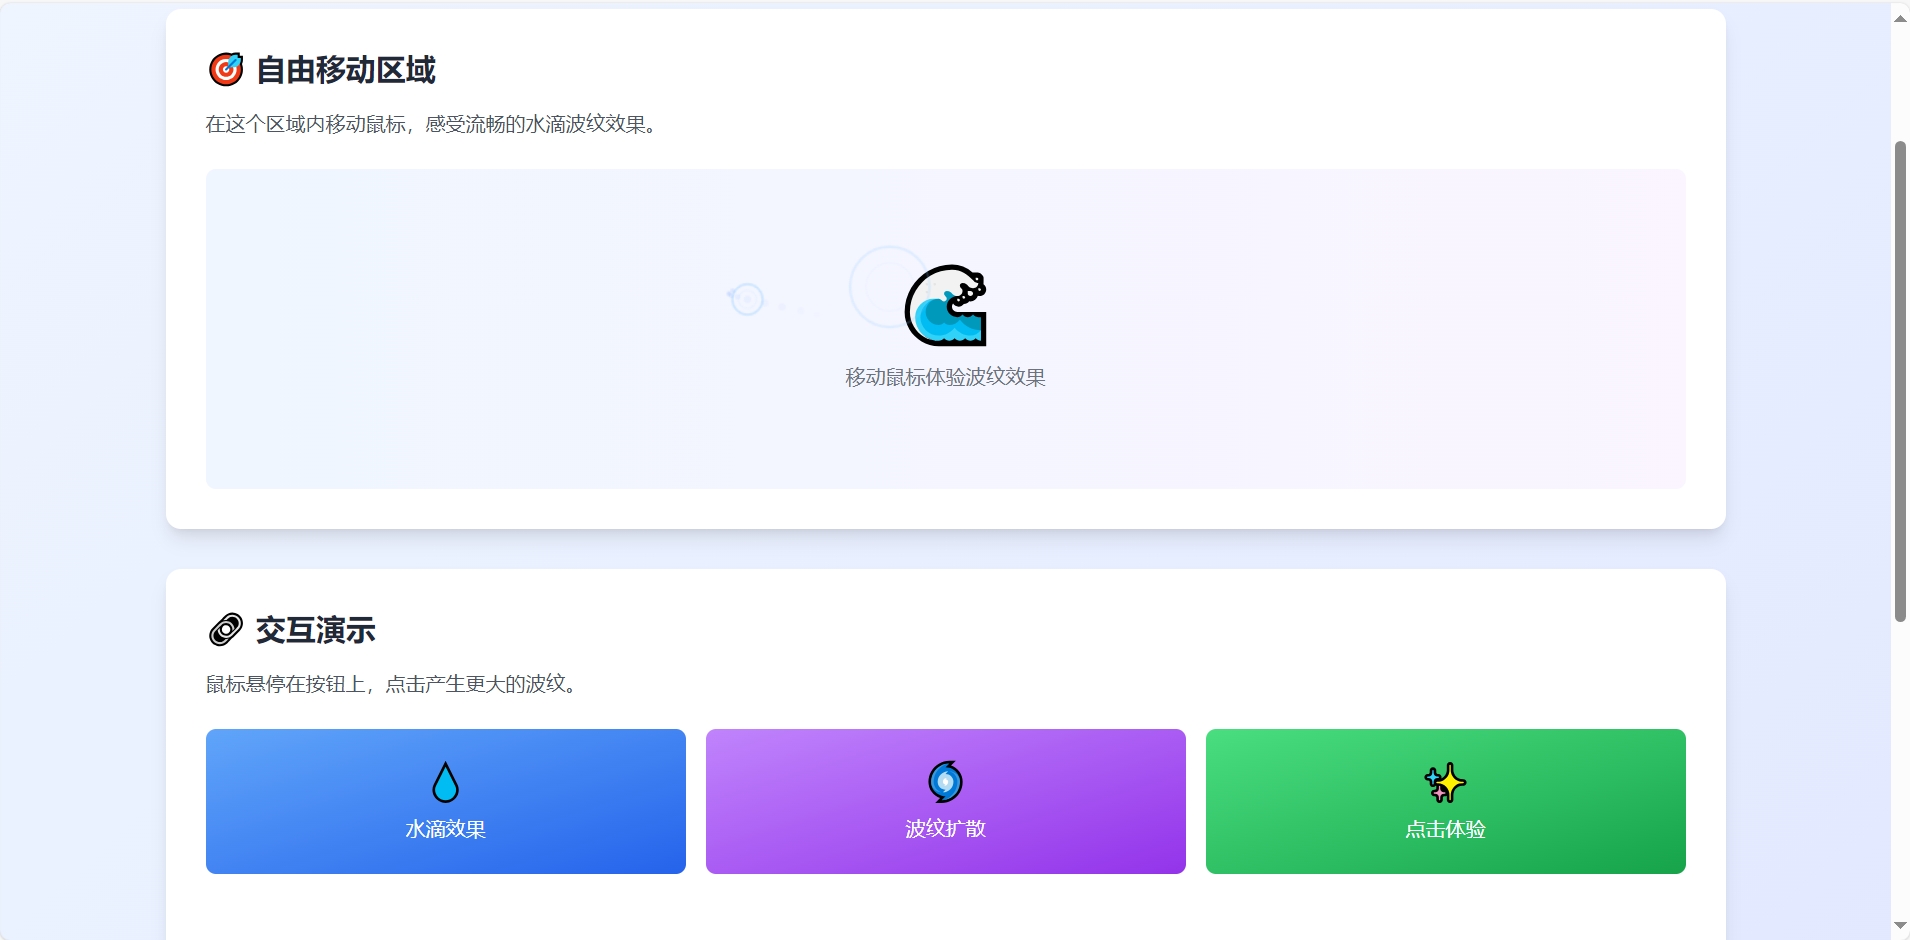 自由移动区域
在这个区域内移动鼠标，感受流畅的水滴波纹效果。
移动鼠标体验波纹效果
交互演示
鼠标悬停在按钮上，点击产生更大的波纹。
水滴效果
波纹扩散
点击体验